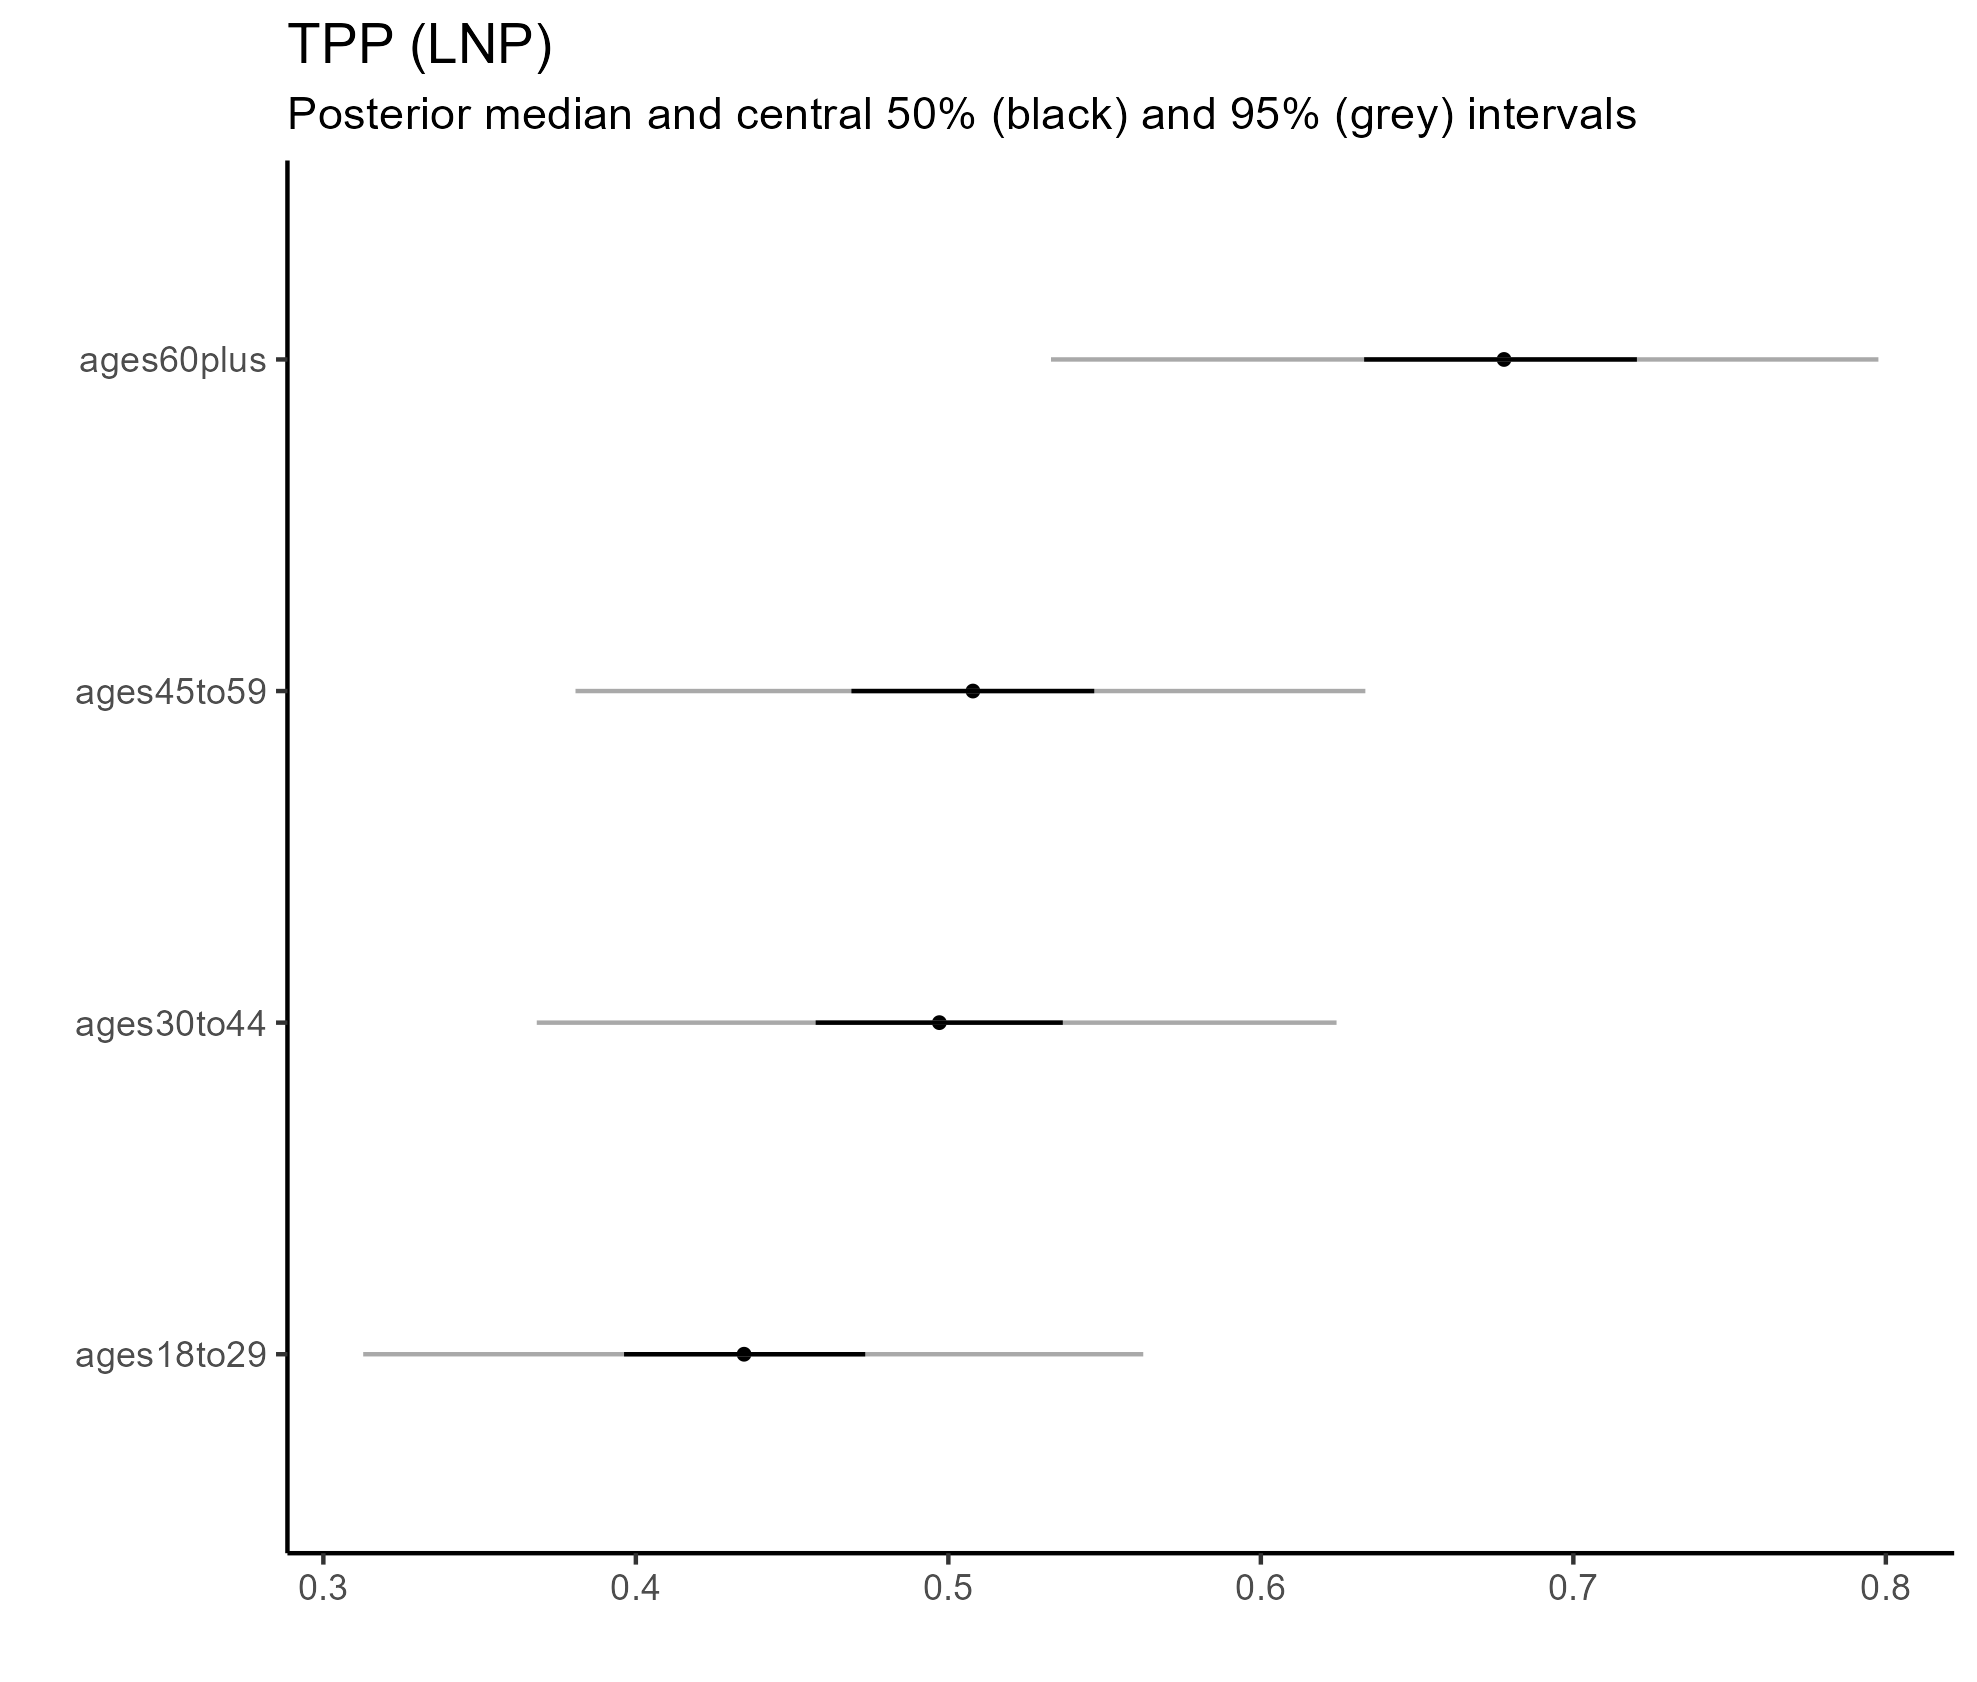 TPP (LNP)
Posterior median and central 50% (black) and 95% (grey) intervals
ages60plus
ages45to59
ages30to44
ages18to29
0.3 0.4 0.5 0.6 0.7 0.8